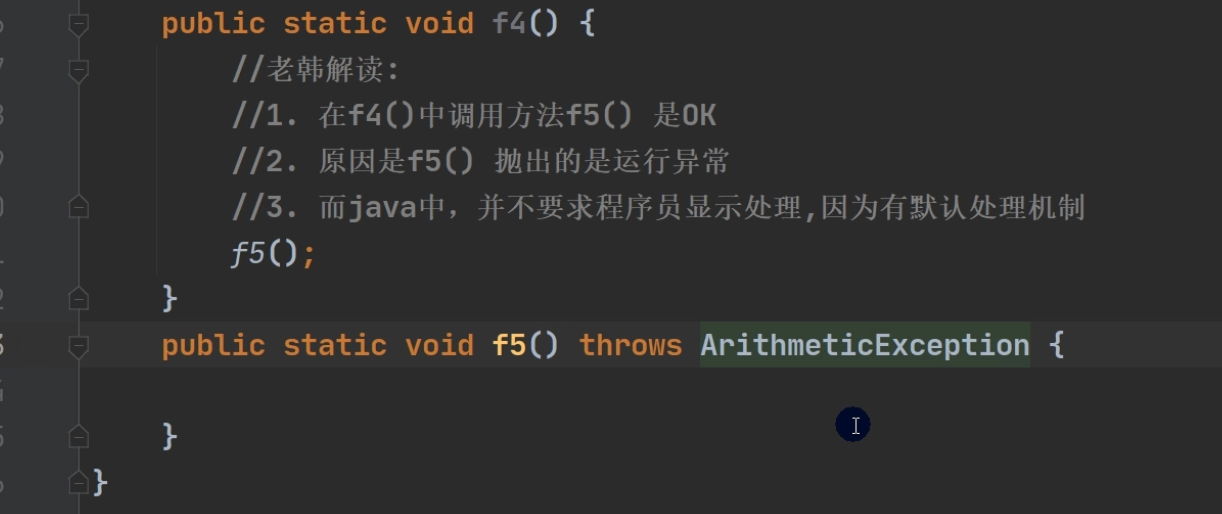 public static void f4() {
//老韩解读:
//1. 在f4()中调用方法f5() 是OK
//2. 原因是f5() 抛出的是运行异常
//3. 而java中，并不要求程序员显示处理,因为有默认处理机制
f5();
}
public static void f5() throws ArithmeticException {
}
}